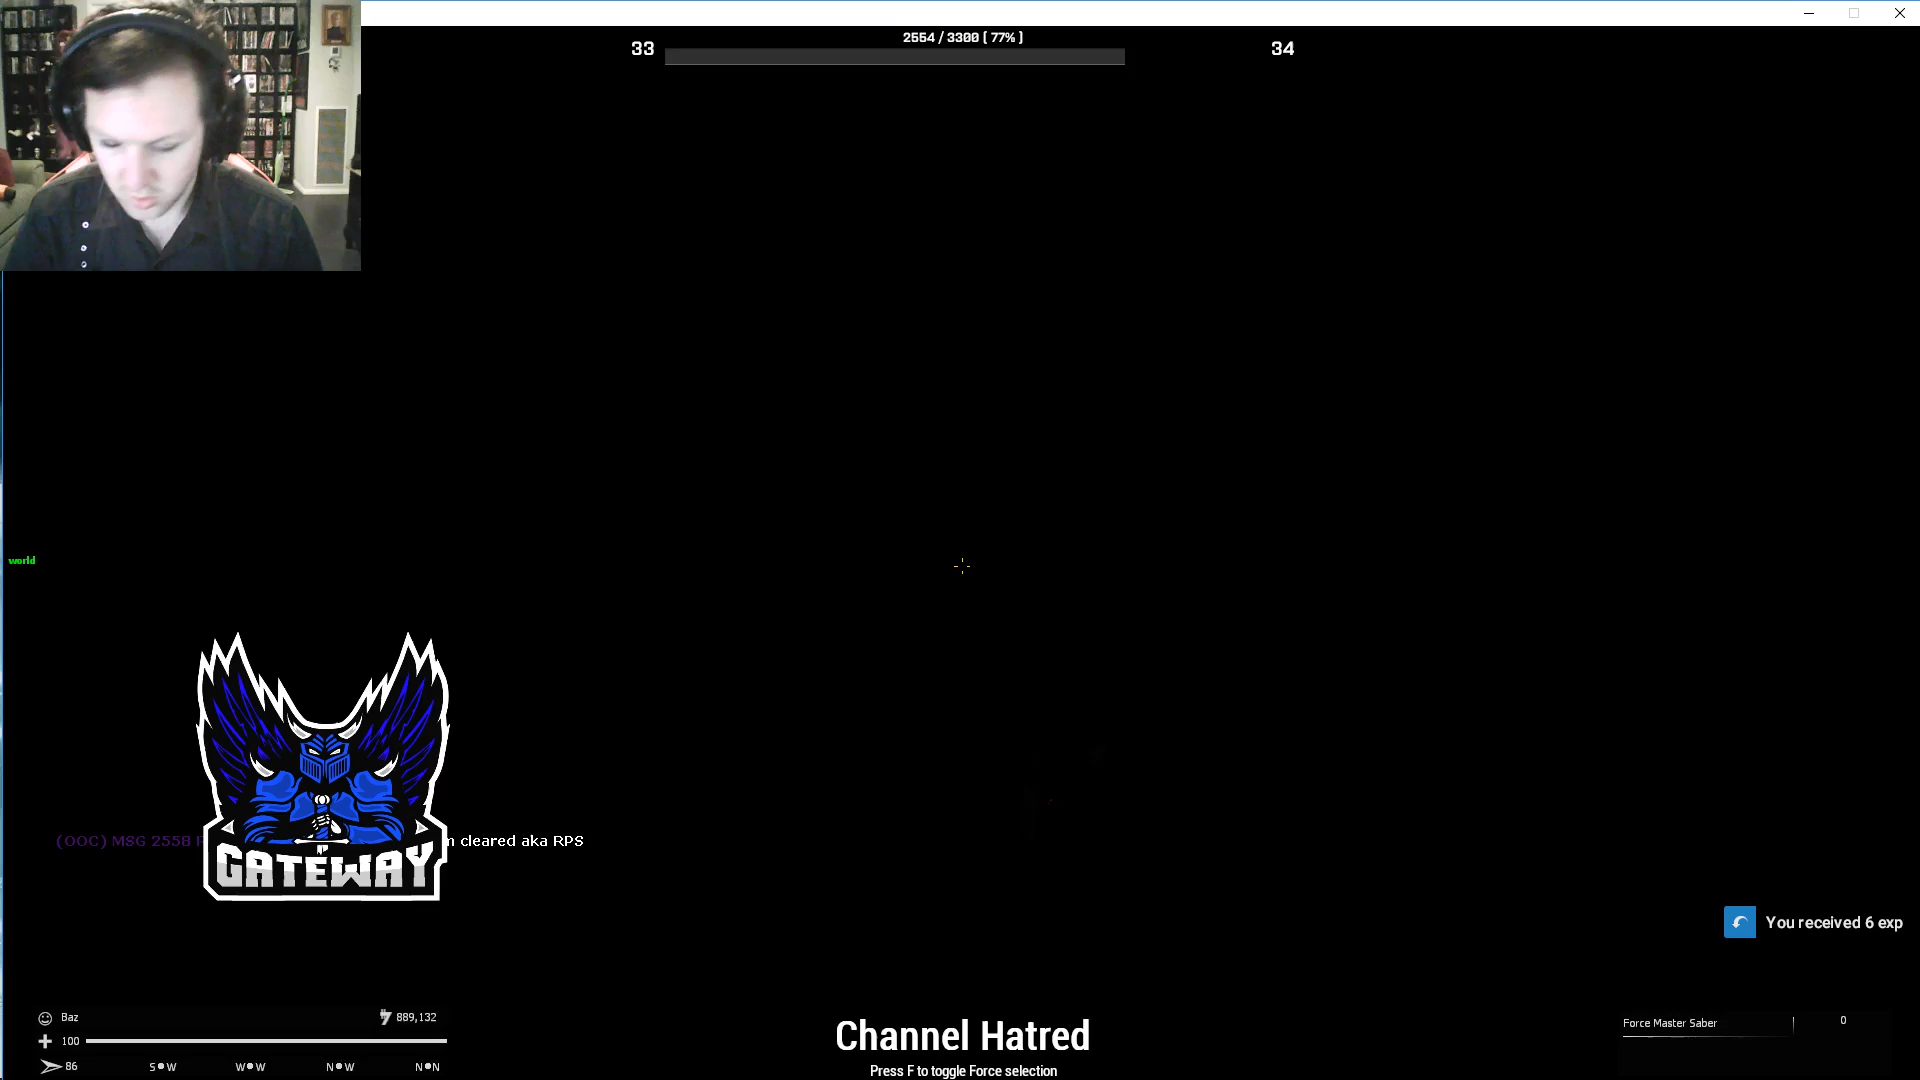 2554 / 3300 ( 77% )
33
34
world
(OOC) MSG 2558
cleared aka RPS
GATEWAY
You received 6 exp
Baz
889,132
100
86
S W
W W
N W
N N
Channel Hatred
Press F to toggle Force selection
Force Master Saber
0